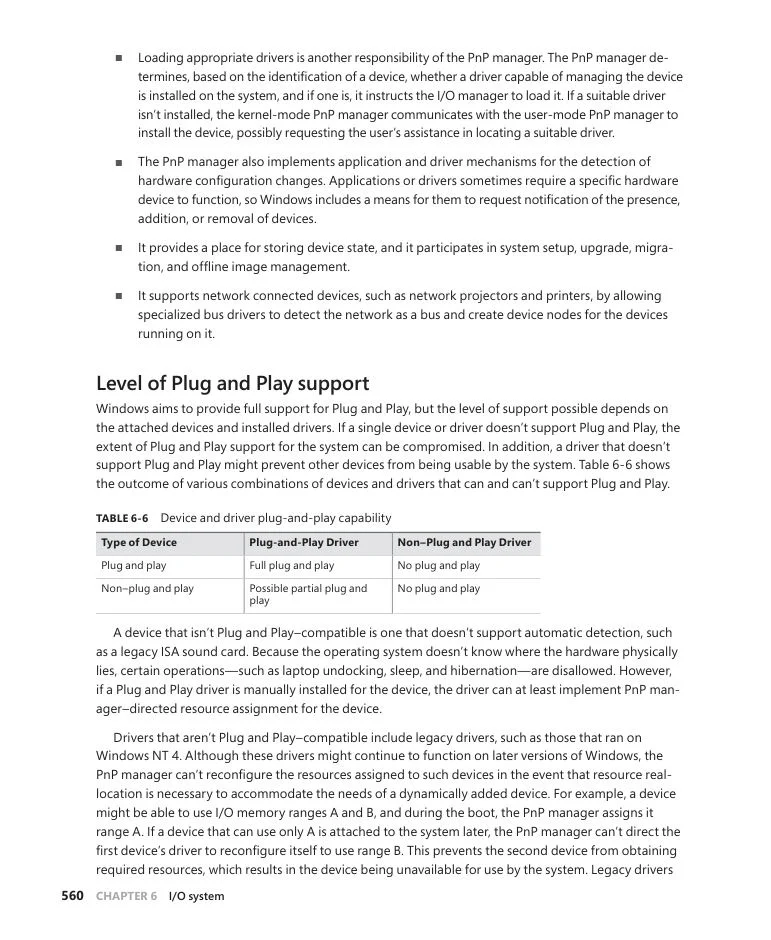 ■ Loading appropriate drivers is another responsibility of the PnP manager. The PnP manager de-
termines, based on the identification of a device, whether a driver capable of managing the device
is installed on the system, and if one is, it instructs the I/O manager to load it. If a suitable driver
isn’t installed, the kernel-mode PnP manager communicates with the user-mode PnP manager to
install the device, possibly requesting the user’s assistance in locating a suitable driver.
■ The PnP manager also implements application and driver mechanisms for the detection of
hardware configuration changes. Applications or drivers sometimes require a specific hardware
device to function, so Windows includes a means for them to request notification of the presence,
addition, or removal of devices.
■ It provides a place for storing device state, and it participates in system setup, upgrade, migra-
tion, and offline image management.
■ It supports network connected devices, such as network projectors and printers, by allowing
specialized bus drivers to detect the network as a bus and create device nodes for the devices
running on it.
Level of Plug and Play support
Windows aims to provide full support for Plug and Play, but the level of support possible depends on
the attached devices and installed drivers. If a single device or driver doesn’t support Plug and Play, the
extent of Plug and Play support for the system can be compromised. In addition, a driver that doesn’t
support Plug and Play might prevent other devices from being usable by the system. Table 6-6 shows
the outcome of various combinations of devices and drivers that can and can’t support Plug and Play.
TABLE 6-6 Device and driver plug-and-play capability
Type of Device Plug-and-Play Driver Non–Plug and Play Driver
Plug and play Full plug and play No plug and play
Non–plug and play Possible partial plug and No plug and play
play
A device that isn’t Plug and Play–compatible is one that doesn’t support automatic detection, such
as a legacy ISA sound card. Because the operating system doesn’t know where the hardware physically
lies, certain operations—such as laptop undocking, sleep, and hibernation—are disallowed. However,
if a Plug and Play driver is manually installed for the device, the driver can at least implement PnP man-
ager–directed resource assignment for the device.
Drivers that aren’t Plug and Play–compatible include legacy drivers, such as those that ran on
Windows NT 4. Although these drivers might continue to function on later versions of Windows, the
PnP manager can’t reconfigure the resources assigned to such devices in the event that resource real-
location is necessary to accommodate the needs of a dynamically added device. For example, a device
might be able to use I/O memory ranges A and B, and during the boot, the PnP manager assigns it
range A. If a device that can use only A is attached to the system later, the PnP manager can’t direct the
first device’s driver to reconfigure itself to use range B. This prevents the second device from obtaining
required resources, which results in the device being unavailable for use by the system. Legacy drivers
560 CHAPTER 6 I/O system